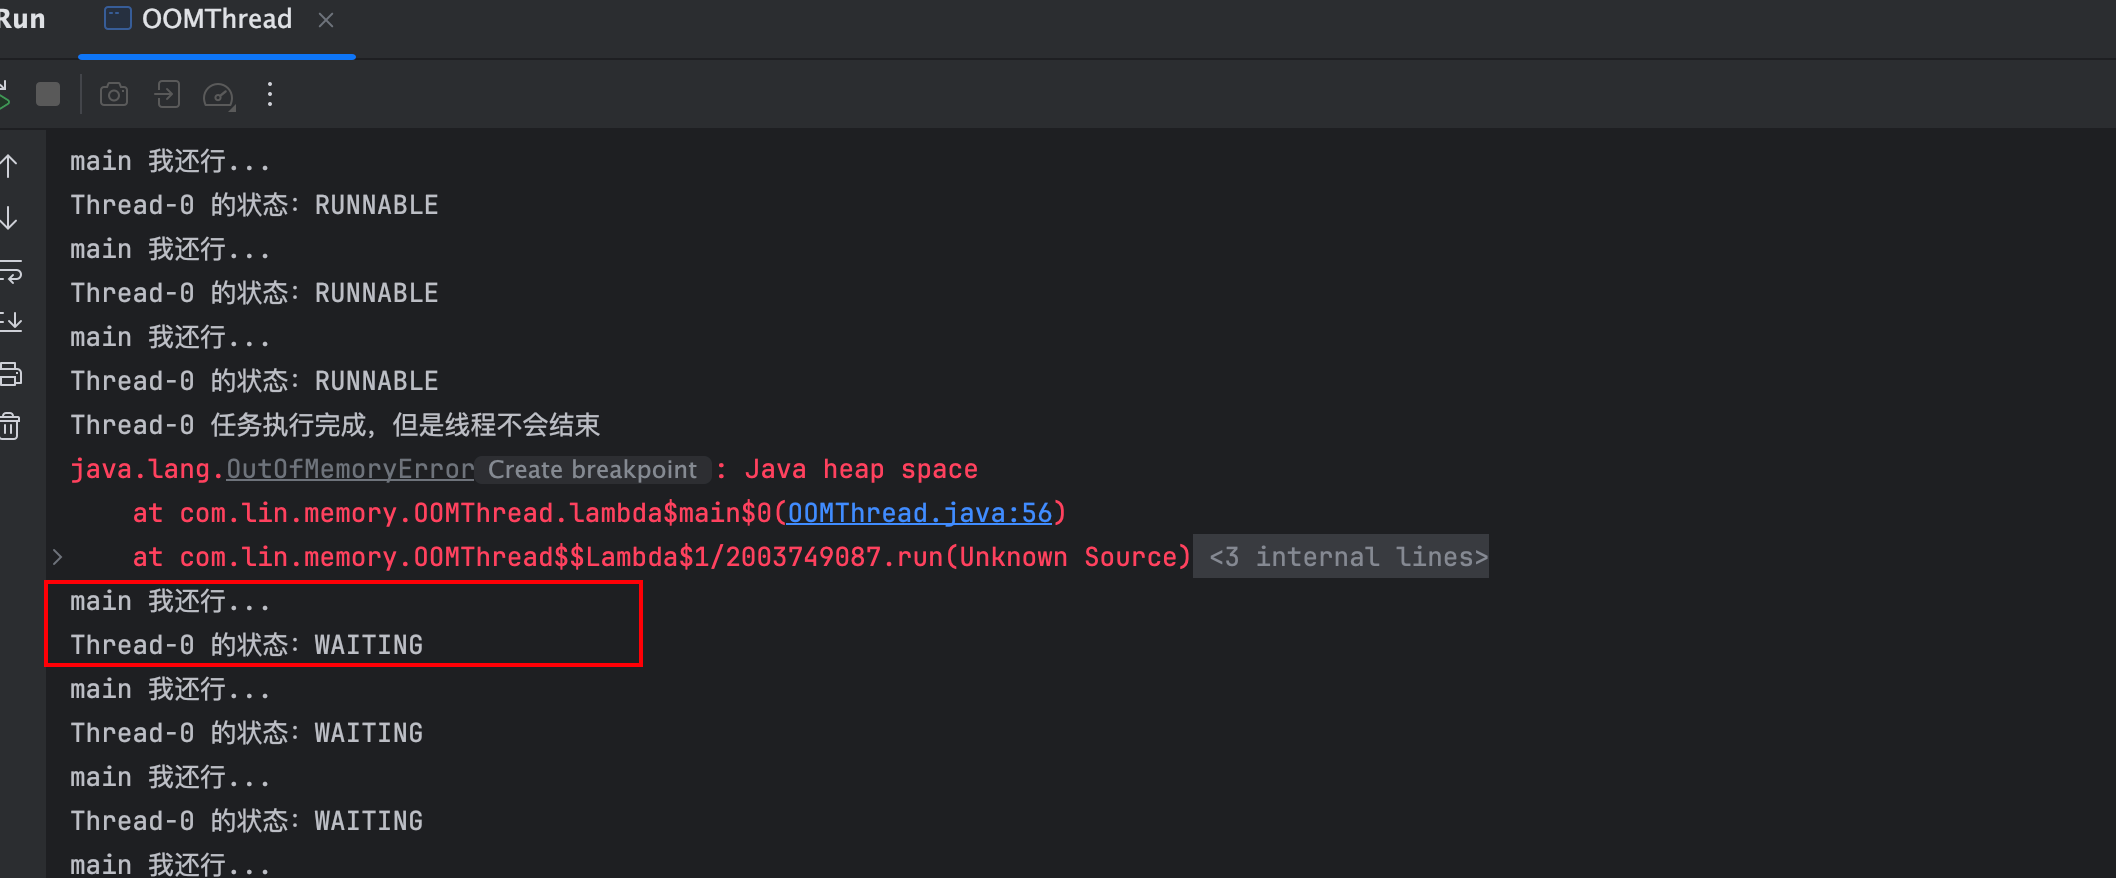 Run
OOMThread
main 我还行...
Thread-0 的状态：RUNNABLE
main 我还行...
Thread-0 的状态：RUNNABLE
main 我还行...
Thread-0 的状态：RUNNABLE
Thread-0 任务执行完成，但是线程不会结束
java.lang.OutOfMemoryError Create breakpoint : Java heap space
at com.lin.memory.OOMThread.lambda$main$0(OOMThread.java:56)
at com.lin.memory.OOMThread$$Lambda$1/2003749087.run(Unknown Source) <3 internal lines>
main 我还行...
Thread-0 的状态：WAITING
main 我还行...
Thread-0 的状态：WAITING
main 我还行...
Thread-0 的状态：WAITING
main 我还行...